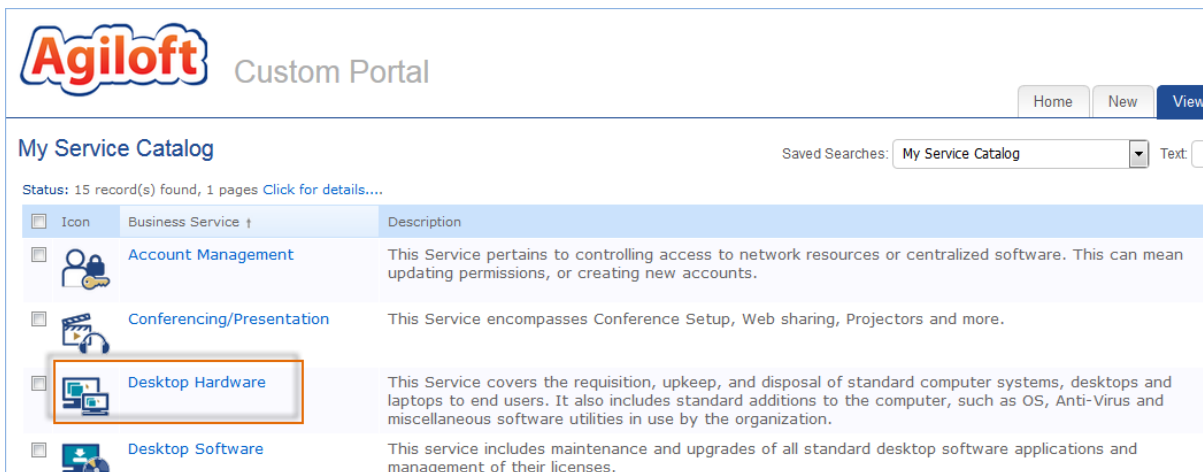 Agiloft Custom Portal
Home New View
My Service Catalog
Saved Searches: My Service Catalog Text
Status: 15 record(s) found, 1 pages Click for details....
Icon Business Service ↑ Description
Account Management This Service pertains to controlling access to network resources or centralized software. This can mean
updating permissions, or creating new accounts.
Conferencing/Presentation This Service encompasses Conference Setup, Web sharing, Projectors and more.
Desktop Hardware This Service covers the requisition, upkeep, and disposal of standard computer systems, desktops and
laptops to end users. It also includes standard additions to the computer, such as OS, Anti-Virus and
miscellaneous software utilities in use by the organization.
Desktop Software This service includes maintenance and upgrades of all standard desktop software applications and
management of their licenses.